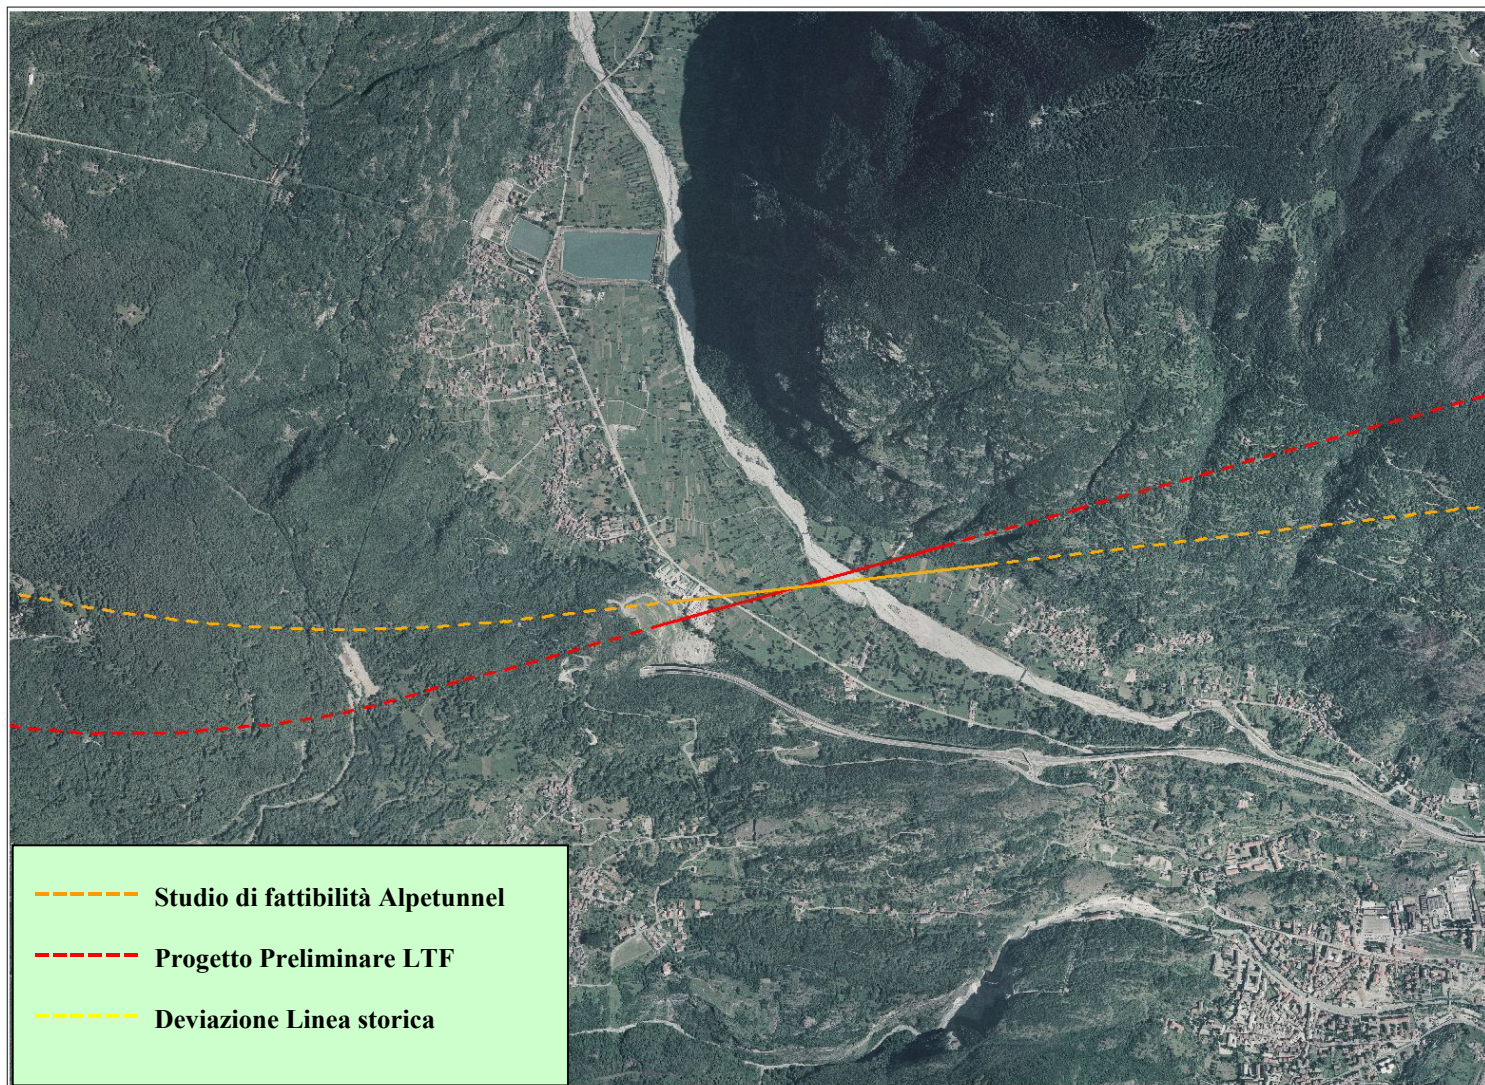 Studio di fattibilità Alpetunnel
Progetto Preliminare LTF
Deviazione Linea storica